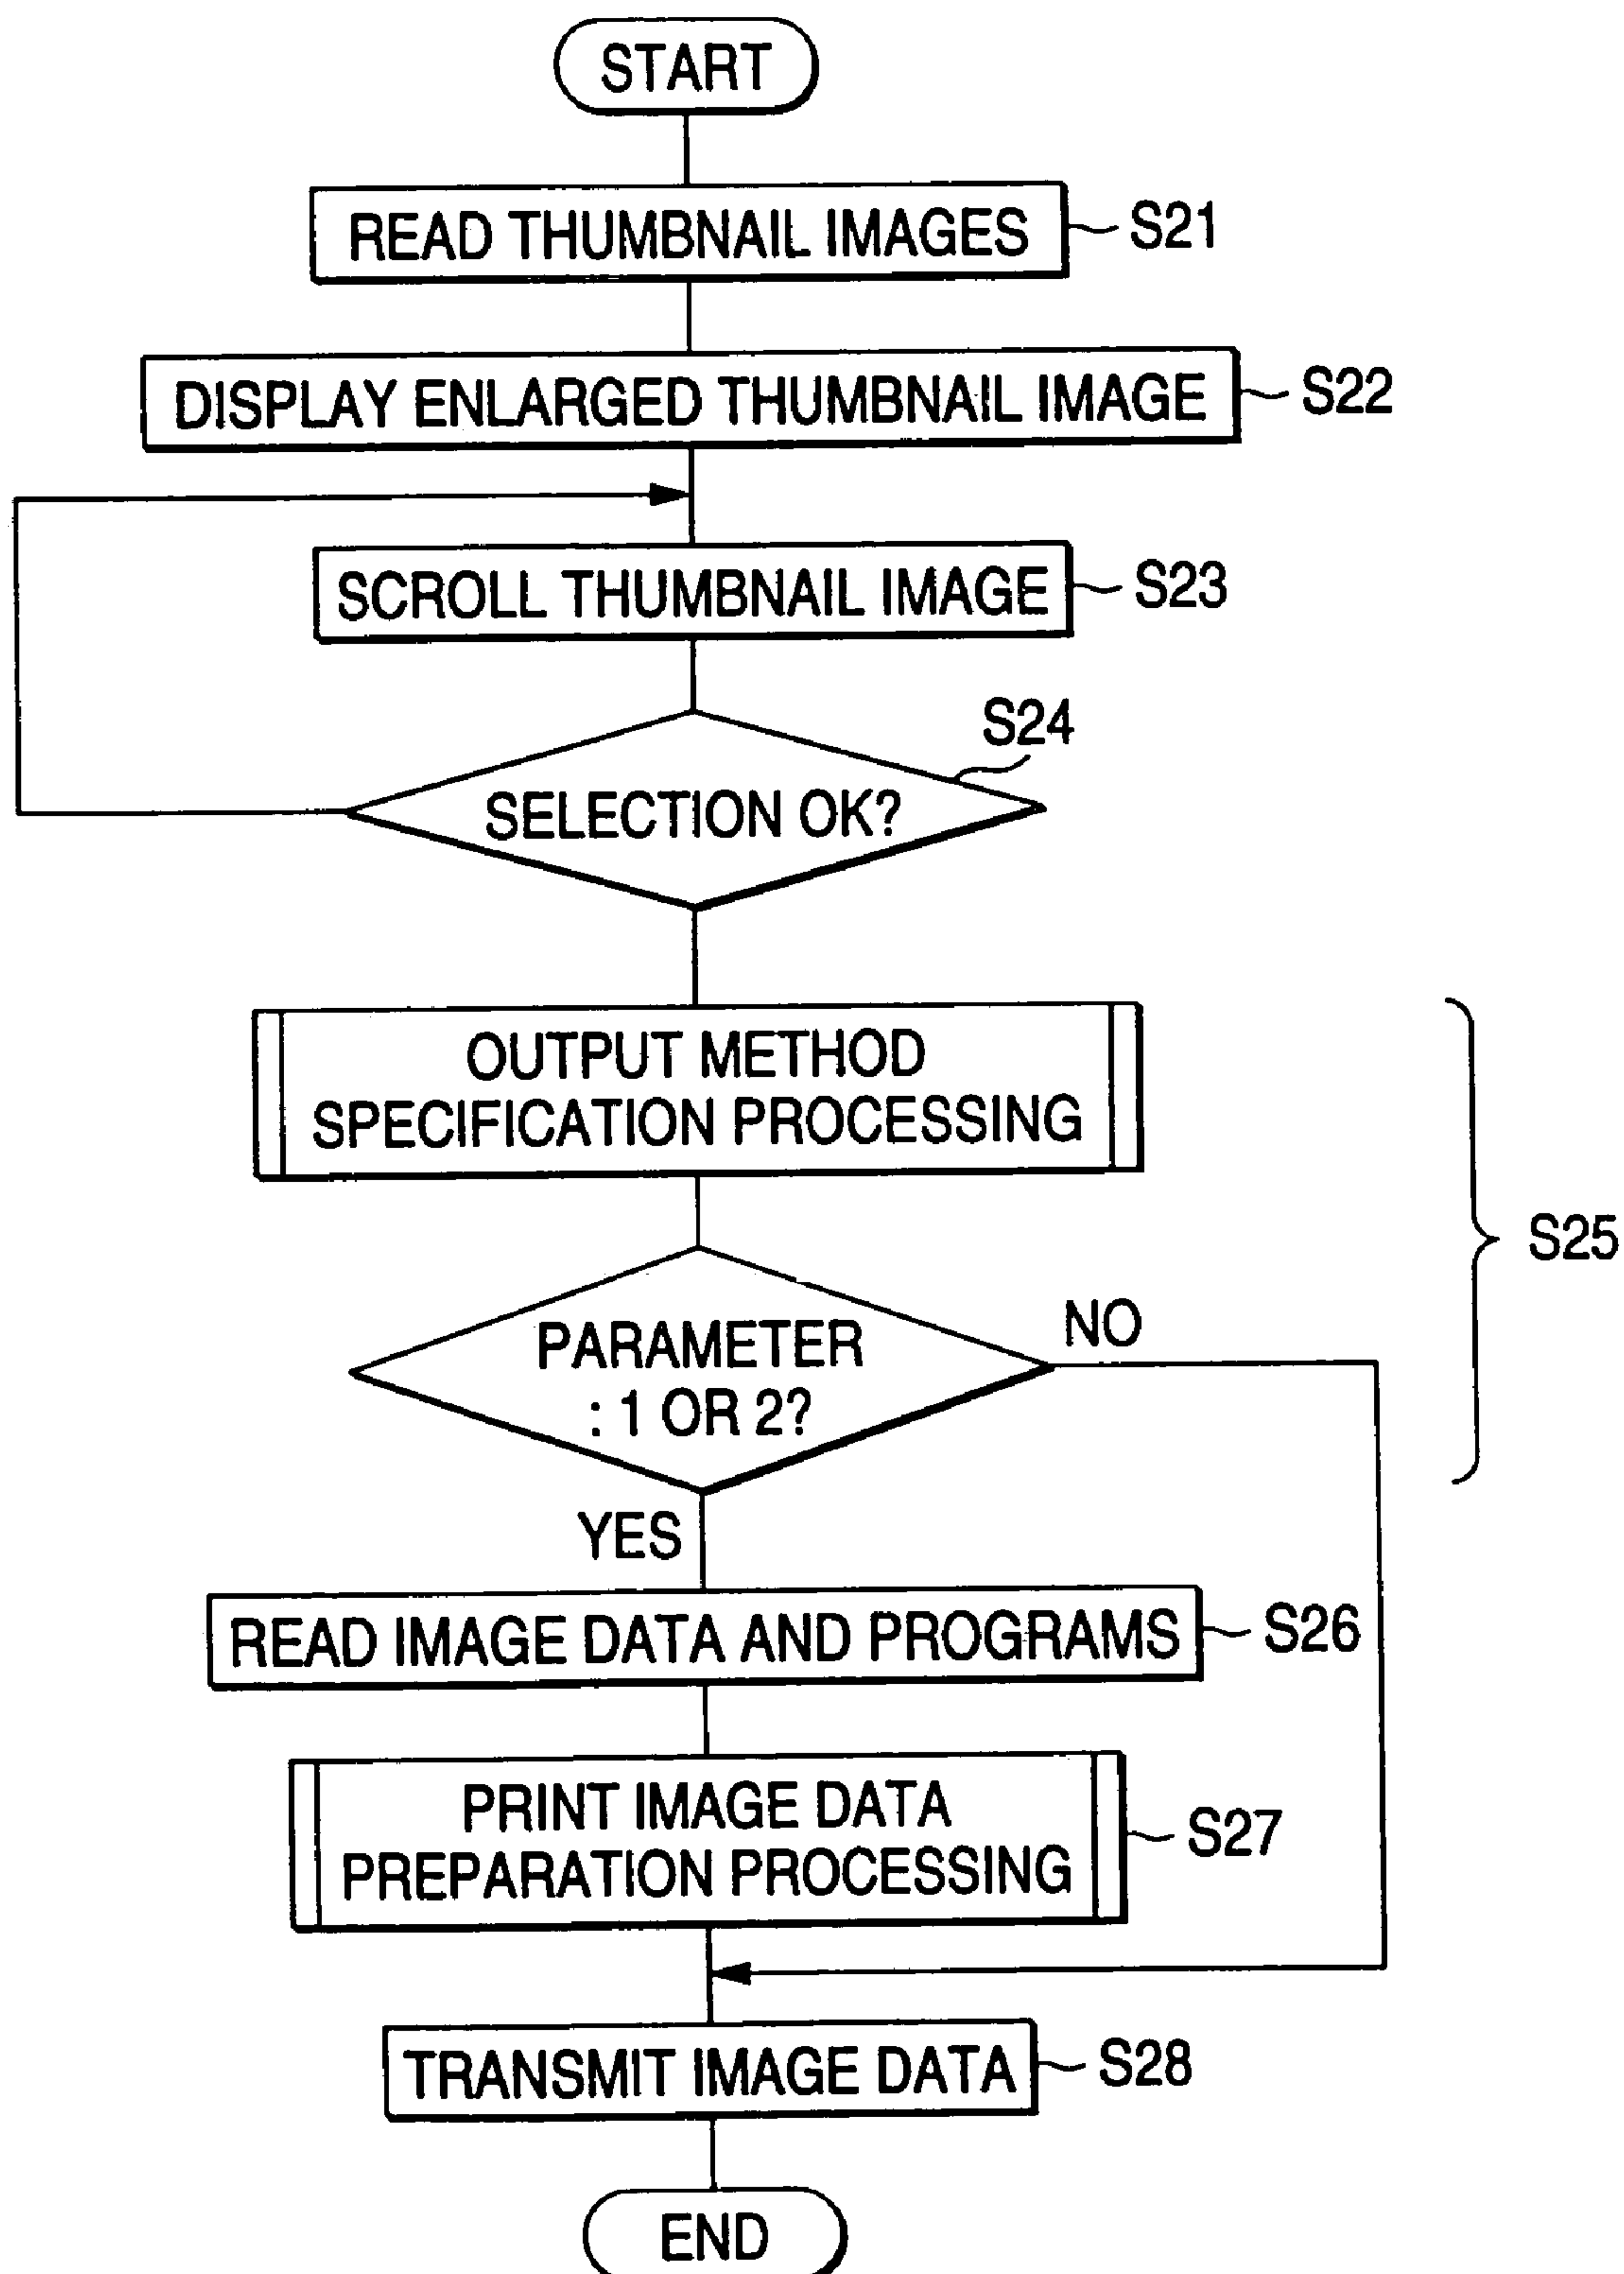 START
READ THUMBNAIL IMAGES
S21
DISPLAY ENLARGED THUMBNAIL IMAGE
S22
SCROLL THUMBNAIL IMAGE
S23
S24
SELECTION OK?
OUTPUT METHOD
SPECIFICATION PROCESSING
S25
PARAMETER
: 1 OR 2?
NO
YES
READ IMAGE DATA AND PROGRAMS
S26
PRINT IMAGE DATA
PREPARATION PROCESSING
S27
TRANSMIT IMAGE DATA
S28
END